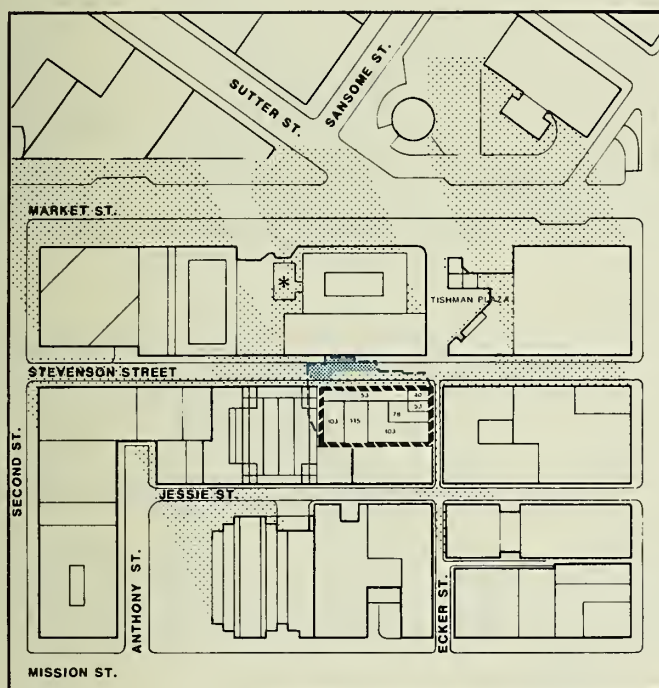 SUTTER ST.
SANSOME ST.
MARKET ST.
*
TISHMAN PLAZA
STEVENSON STREET
53
40
53
103
115
78
103
SECOND ST.
JESSIE ST.
ANTHONY ST.
ECKER ST.
MISSION ST.